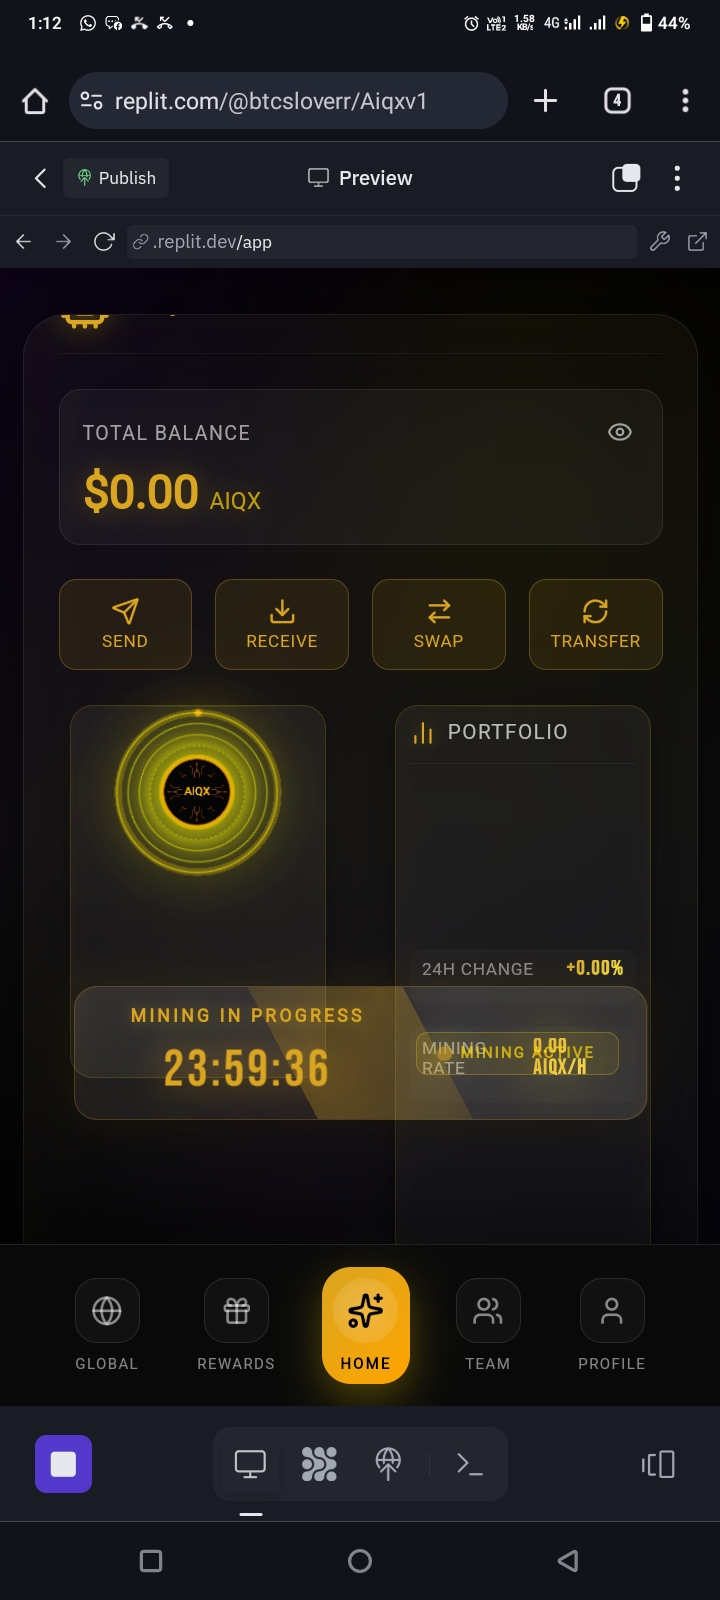 1:12
Vo)) 1
LTE2
1.58
KB/s
4G
44%
replit.com/@btcsloverr/Aiqxv1
4
Publish
Preview
.replit.dev/app
TOTAL BALANCE
$0.00 AIQX
SEND
RECEIVE
SWAP
TRANSFER
AIQX
PORTFOLIO
24H CHANGE
+0.00%
MINING IN PROGRESS
23:59:36
MINING
RATE
0.00
AIQX/H
MINING ACTIVE
GLOBAL
REWARDS
HOME
TEAM
PROFILE